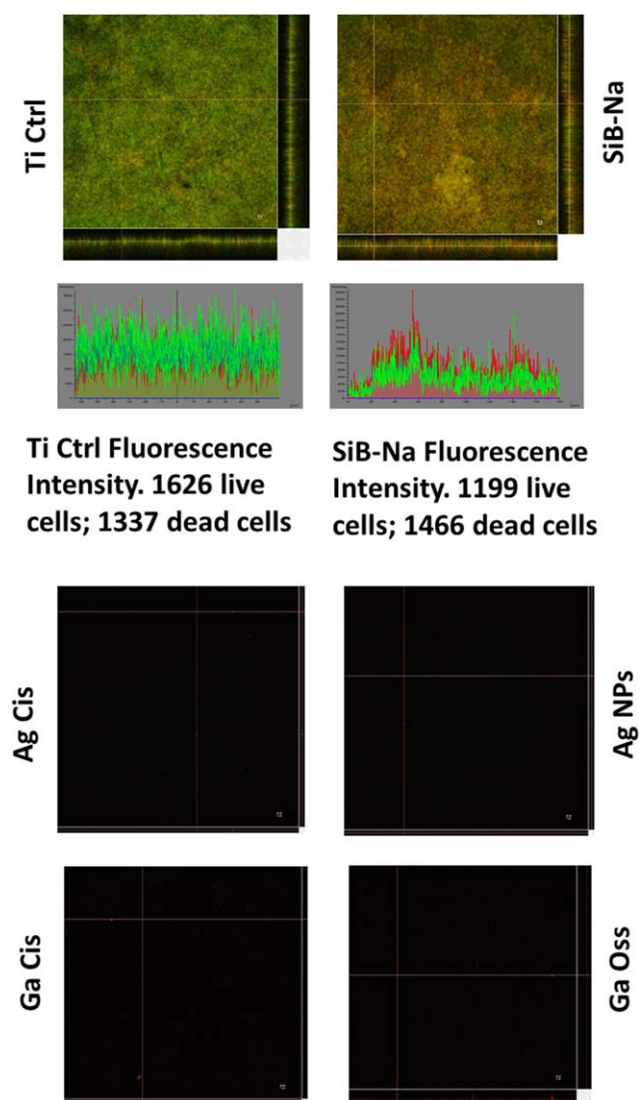 Ti Ctrl
SiB-Na
Ti Ctrl Fluorescence
Intensity. 1626 live
cells; 1337 dead cells
SiB-Na Fluorescence
Intensity. 1199 live
cells; 1466 dead cells
Ag Cis
Ag NPs
Ga Cis
Ga Oss